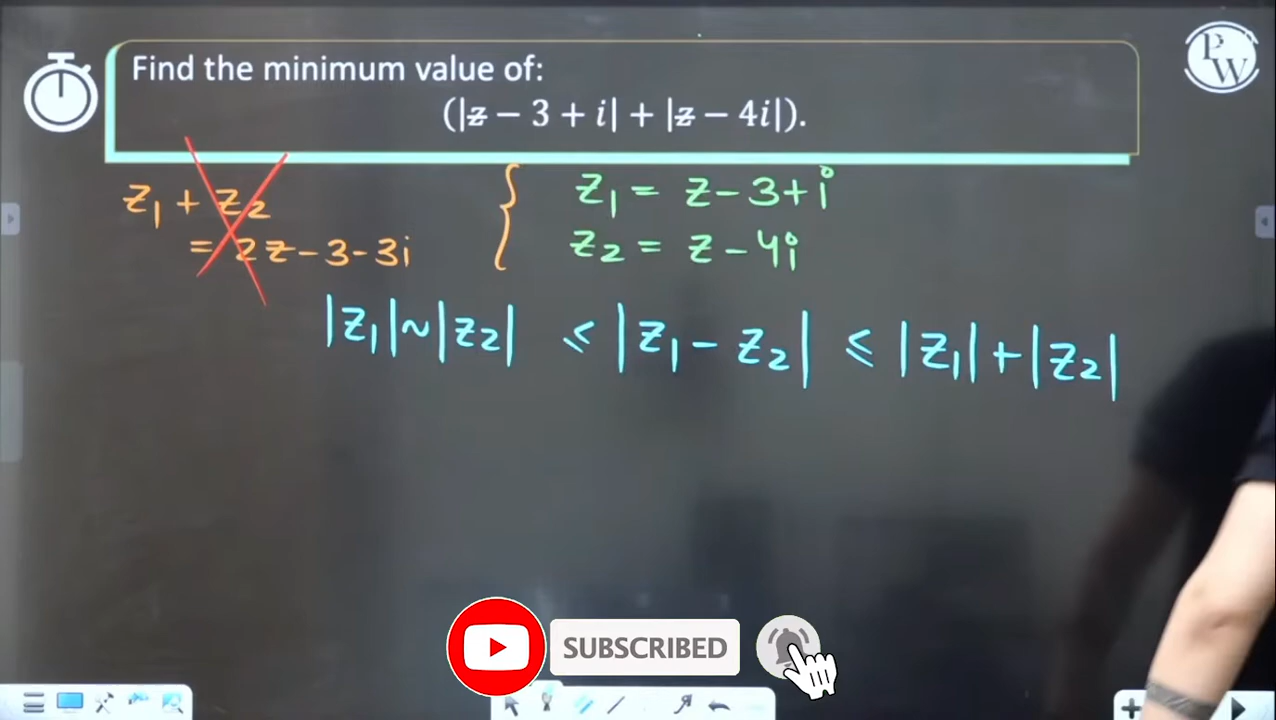 Find the minimum value of:
(|z − 3 + i| + |z − 4i|).
PW
z₁ + z₂
= 2z − 3 − 3i
z₁ = z − 3 + i
z₂ = z − 4i
|z₁| ~ |z₂| ≤ |z₁ − z₂| ≤ |z₁| + |z₂|
SUBSCRIBED